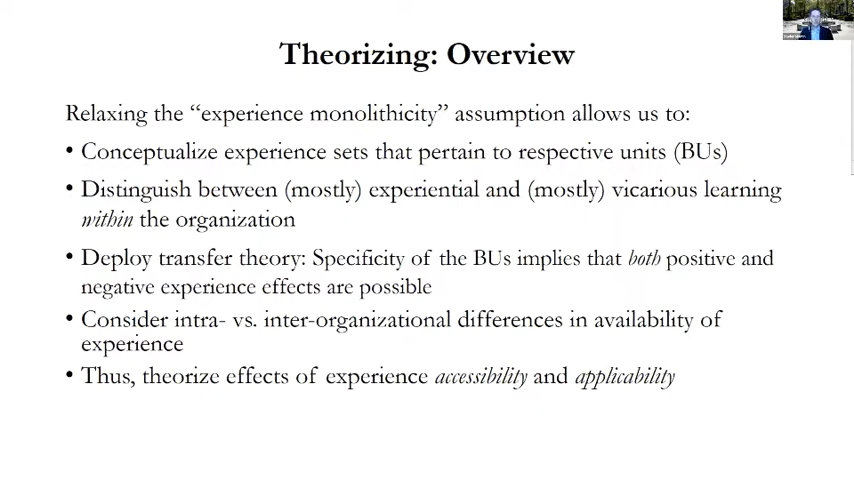 Theorizing: Overview
Relaxing the “experience monolithicity” assumption allows us to:
• Conceptualize experience sets that pertain to respective units (BUs)
• Distinguish between (mostly) experiential and (mostly) vicarious learning
within the organization
• Deploy transfer theory: Specificity of the BUs implies that both positive and
negative experience effects are possible
• Consider intra- vs. inter-organizational differences in availability of
experience
• Thus, theorize effects of experience accessibility and applicability